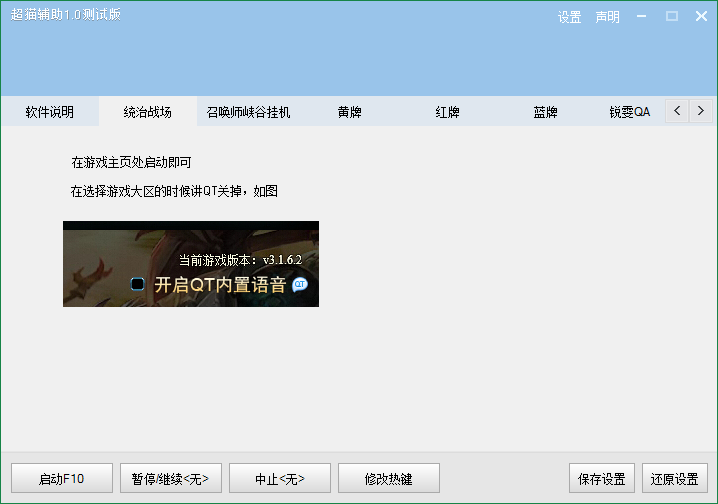 超猫辅助1.0测试版
设置 声明
软件说明 统治战场 召唤师峡谷挂机 黄牌 红牌 蓝牌 锐雯QA
在游戏主页处启动即可
在选择游戏大区的时候讲QT关掉，如图
当前游戏版本：v3.1.6.2
开启QT内置语音 QT
启动F10 暂停/继续<无> 中止<无> 修改热键 保存设置 还原设置